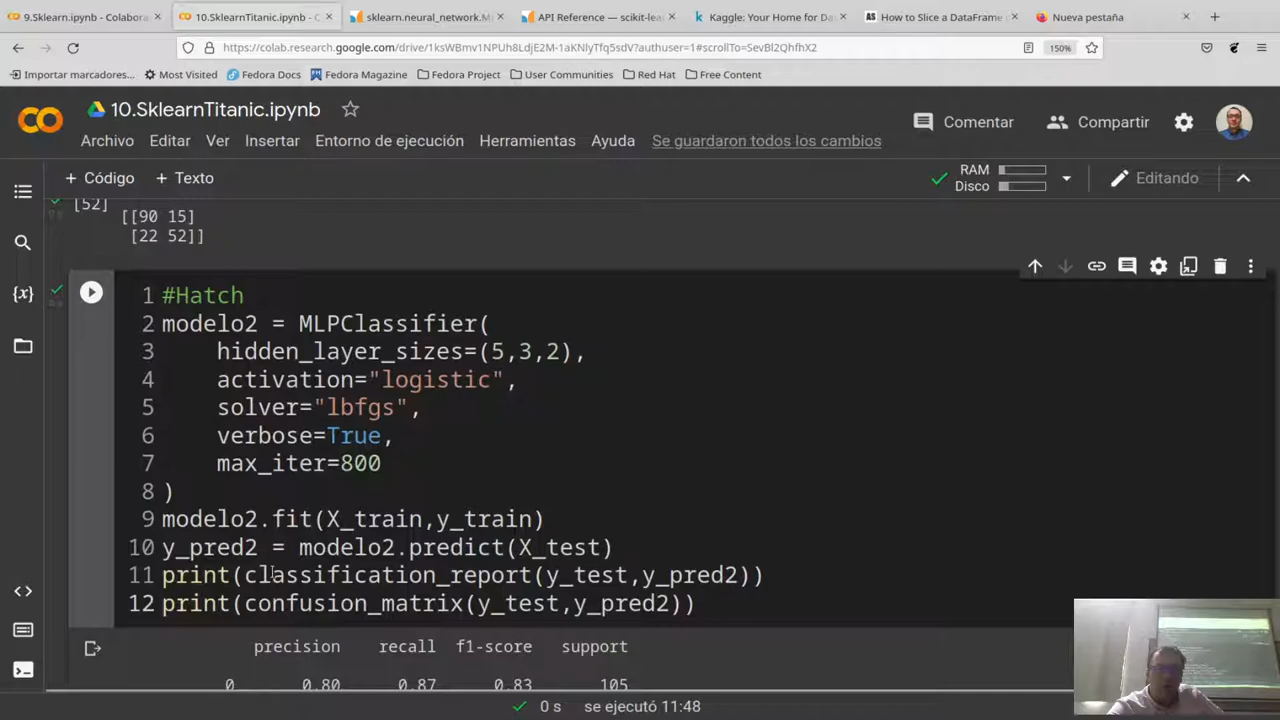 9.Sklearn.ipynb - Colabora
10.SklearnTitanic.ipynb -
sklearn.neural_network.M
API Reference — scikit-lea
Kaggle: Your Home for Da
How to Slice a DataFrame
Nueva pestaña
https://colab.research.google.com/drive/1ksWBmv1NPUh8LdjE2M-1aKNlyTfq5sdV?authuser=1#scrollTo=SevBl2QhfhX2
150%
Importar marcadores...
Most Visited
Fedora Docs
Fedora Magazine
Fedora Project
User Communities
Red Hat
Free Content
10.SklearnTitanic.ipynb
Comentar
Compartir
Archivo Editar Ver Insertar Entorno de ejecución Herramientas Ayuda Se guardaron todos los cambios
+ Código + Texto
RAM
Disco
Editando
[52]
[[90 15]
[22 52]]
1 #Hatch
2 modelo2 = MLPClassifier(
3 hidden_layer_sizes=(5,3,2),
4 activation="logistic",
5 solver="lbfgs",
6 verbose=True,
7 max_iter=800
8 )
9 modelo2.fit(X_train,y_train)
10 y_pred2 = modelo2.predict(X_test)
11 print(classification_report(y_test,y_pred2))
12 print(confusion_matrix(y_test,y_pred2))
precision recall f1-score support
0 0.80 0.87 0.83 105
0 s se ejecutó 11:48